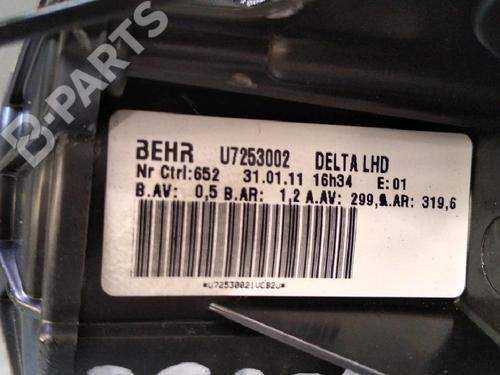 B-PARTS
BEHR U7253002 DELTA LHD
Nr Ctrl:652 31.01.11 16h34 E:01
B.AV: 0,5 B.AR: 1,2 A.AV: 299, A.AR: 319,6
*U72530021VCB2J*